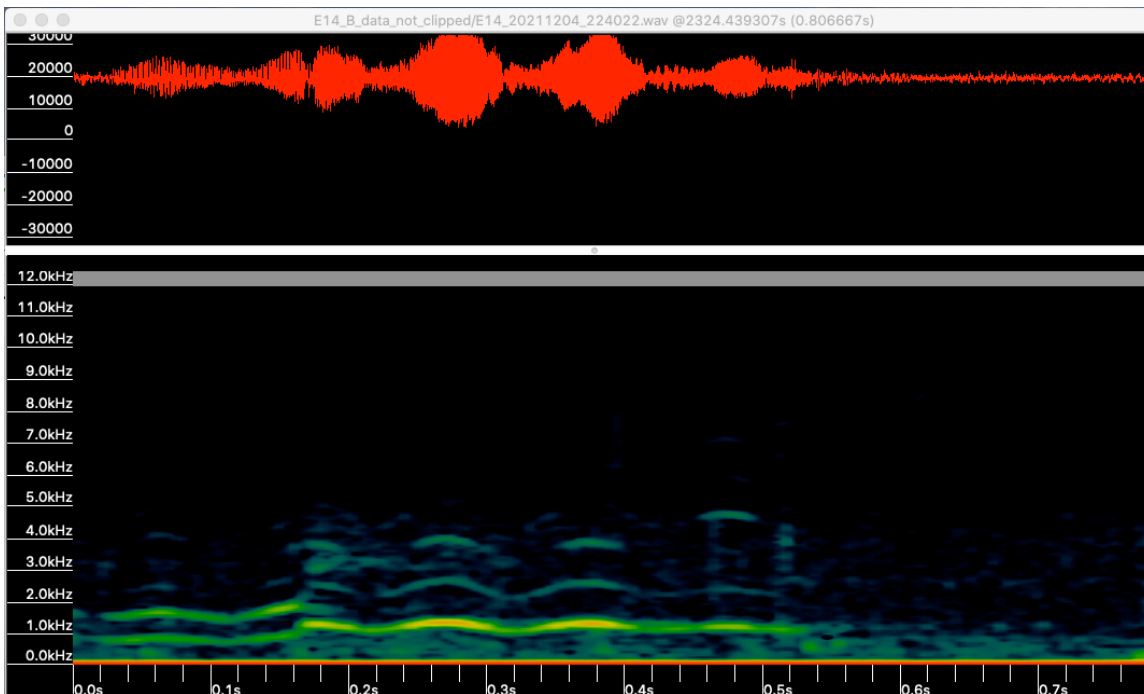 E14_B_data_not_clipped/E14_20211204_224022.wav @2324.439307s (0.806667s)
30000
20000
10000
0
-10000
-20000
-30000
12.0kHz
11.0kHz
10.0kHz
9.0kHz
8.0kHz
7.0kHz
6.0kHz
5.0kHz
4.0kHz
3.0kHz
2.0kHz
1.0kHz
0.0kHz
0.0s 0.1s 0.2s 0.3s 0.4s 0.5s 0.6s 0.7s